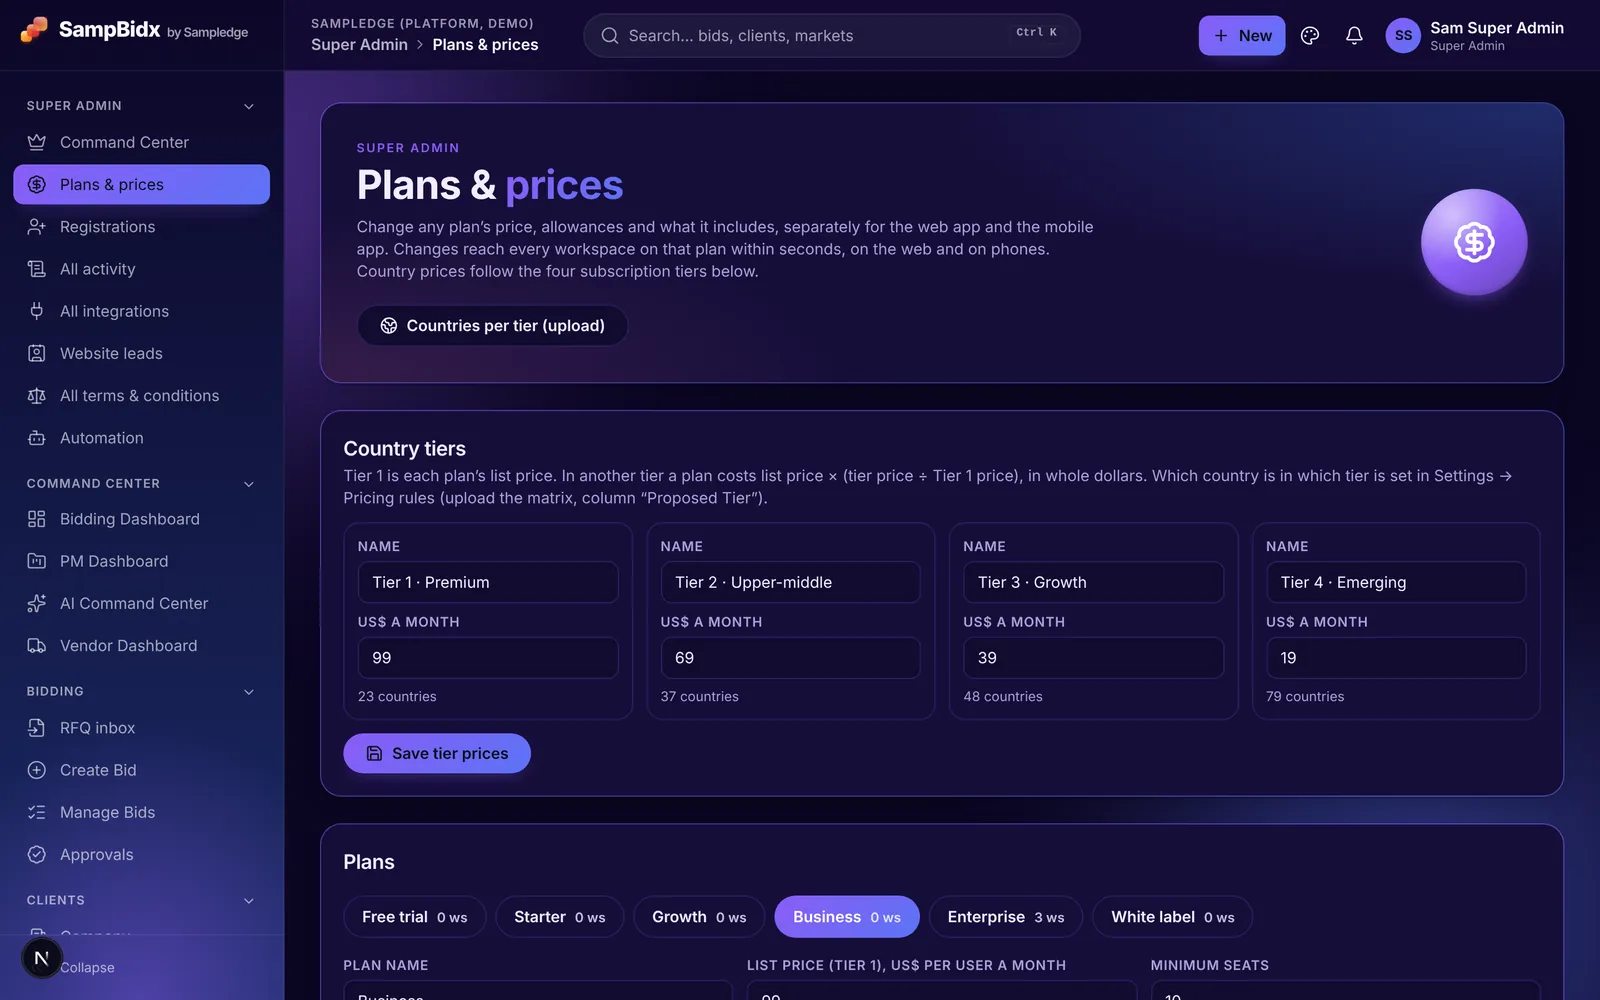 SampBidx by Sampledge
SAMPLEDGE (PLATFORM, DEMO)
Super Admin > Plans & prices
Search... bids, clients, markets
Ctrl K
+ New
SS
Sam Super Admin
Super Admin
SUPER ADMIN
Command Center
Plans & prices
Registrations
All activity
All integrations
Website leads
All terms & conditions
Automation
COMMAND CENTER
Bidding Dashboard
PM Dashboard
AI Command Center
Vendor Dashboard
BIDDING
RFQ inbox
Create Bid
Manage Bids
Approvals
CLIENTS
Company
N
Collapse
SUPER ADMIN
Plans & prices
Change any plan’s price, allowances and what it includes, separately for the web app and the mobile
app. Changes reach every workspace on that plan within seconds, on the web and on phones.
Country prices follow the four subscription tiers below.
Countries per tier (upload)
Country tiers
Tier 1 is each plan’s list price. In another tier a plan costs list price × (tier price ÷ Tier 1 price), in whole dollars. Which country is in which tier is set in Settings →
Pricing rules (upload the matrix, column “Proposed Tier”).
NAME
Tier 1 · Premium
US$ A MONTH
99
23 countries
NAME
Tier 2 · Upper-middle
US$ A MONTH
69
37 countries
NAME
Tier 3 · Growth
US$ A MONTH
39
48 countries
NAME
Tier 4 · Emerging
US$ A MONTH
19
79 countries
Save tier prices
Plans
Free trial 0 ws
Starter 0 ws
Growth 0 ws
Business 0 ws
Enterprise 3 ws
White label 0 ws
PLAN NAME
Business
LIST PRICE (TIER 1), US$ PER USER A MONTH
99
MINIMUM SEATS
10